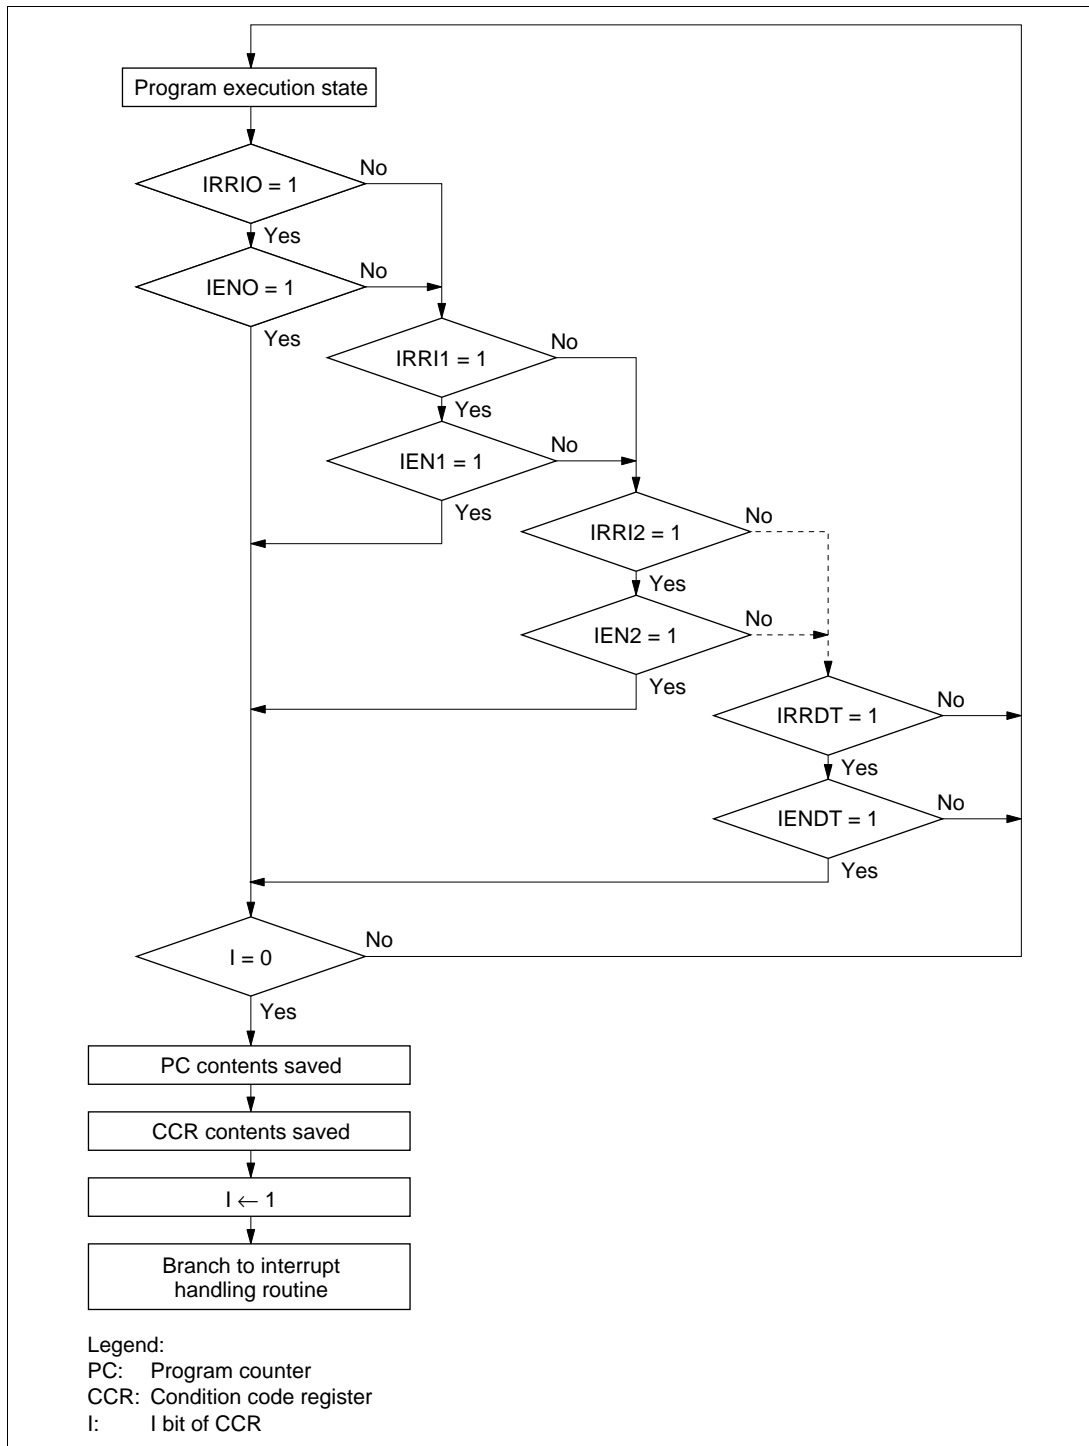 Program execution state
IRRIO = 1
No
Yes
IENO = 1
No
Yes
IRRI1 = 1
No
Yes
IEN1 = 1
No
Yes
IRRI2 = 1
No
Yes
IEN2 = 1
No
Yes
IRRDT = 1
No
Yes
IENDT = 1
No
Yes
I = 0
No
Yes
PC contents saved
CCR contents saved
I ← 1
Branch to interrupt
handling routine
Legend:
PC: Program counter
CCR: Condition code register
I: I bit of CCR